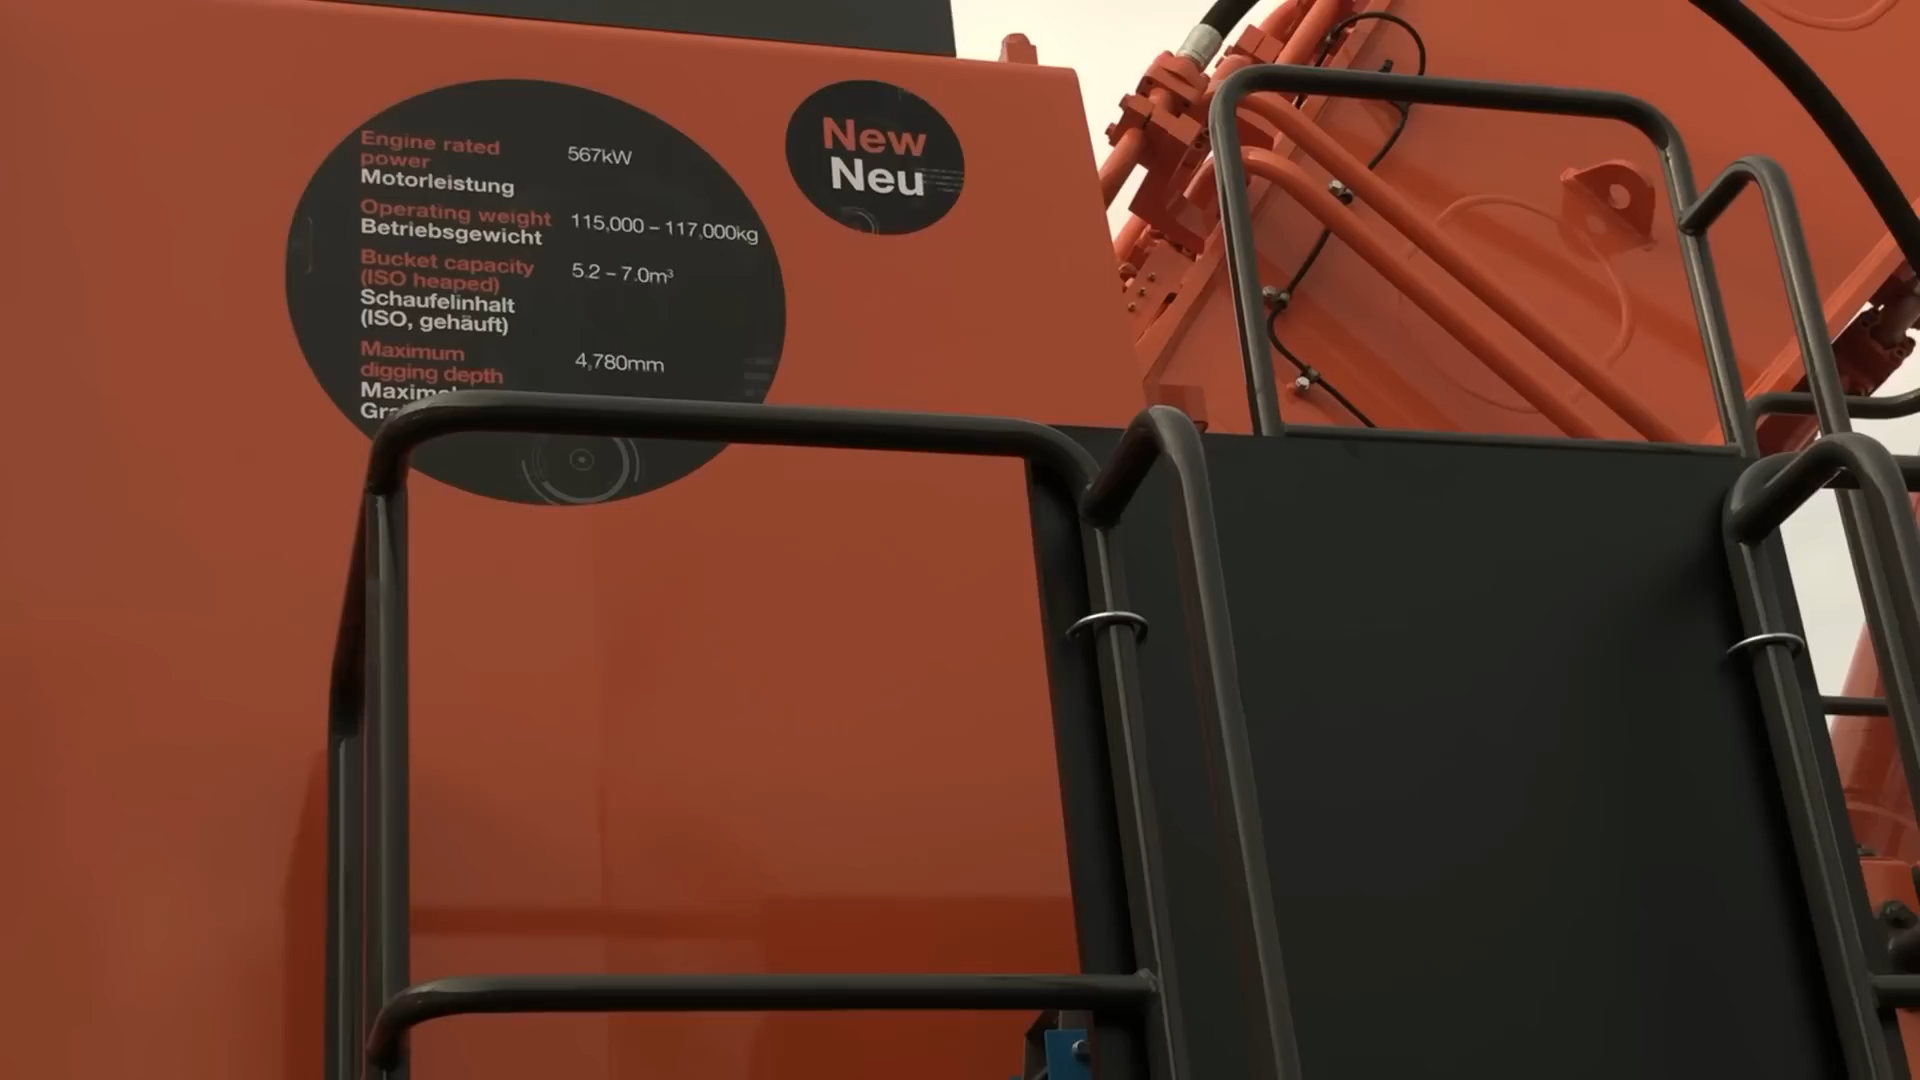 Engine rated
power
567kW
Motorleistung
Operating weight
115,000 – 117,000kg
Betriebsgewicht
Bucket capacity
(ISO heaped)
5.2 – 7.0m³
Schaufelinhalt
(ISO, gehäuft)
Maximum
digging depth
4,780mm
New
Neu